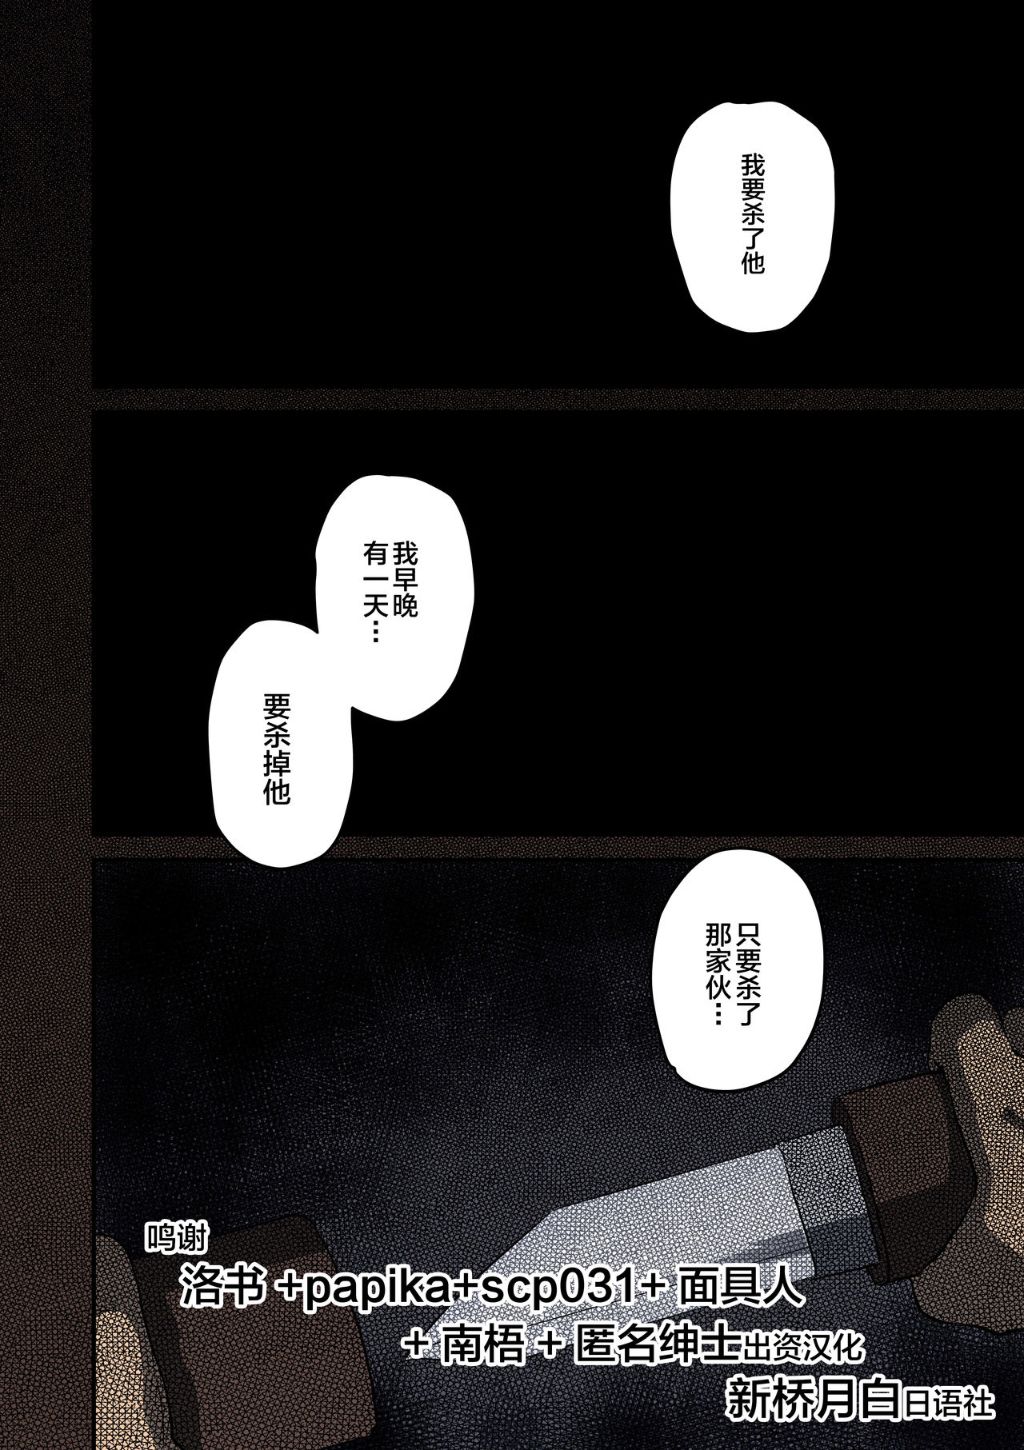 我要杀了他
我早晚
有一天…
要杀掉他
只要杀了
那家伙…
鸣谢
洛书 +papika+scp031+ 面具人
+ 南梧 + 匿名绅士出资汉化
新桥月白日语社